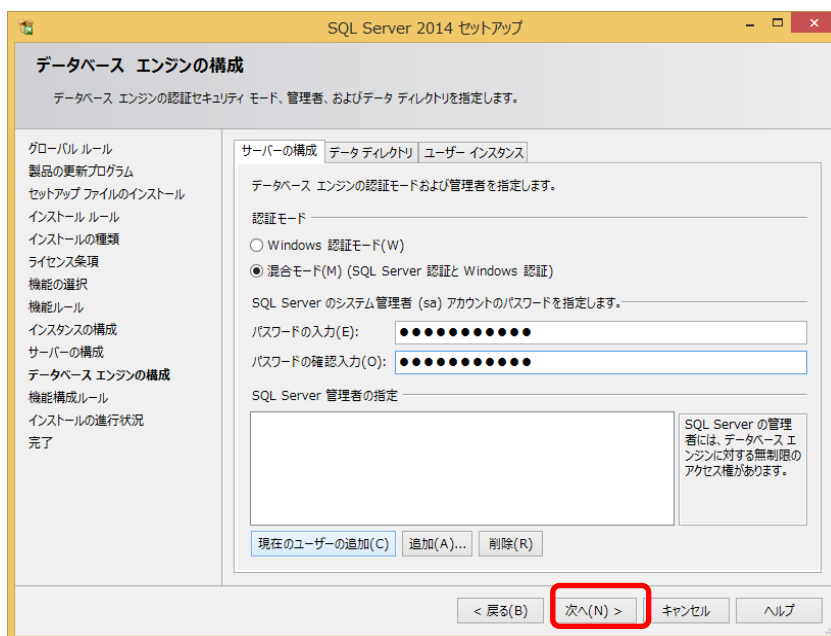 SQL Server 2014 セットアップ
データベース エンジンの構成
データベース エンジンの認証セキュリティ モード、管理者、およびデータ ディレクトリを指定します。
グローバル ルール
製品の更新プログラム
セットアップ ファイルのインストール
インストール ルール
インストールの種類
ライセンス条項
機能の選択
機能ルール
インスタンスの構成
サーバーの構成
データベース エンジンの構成
機能構成ルール
インストールの進行状況
完了
サーバーの構成 データ ディレクトリ ユーザー インスタンス
データベース エンジンの認証モードおよび管理者を指定します。
認証モード
Windows 認証モード(W)
混合モード(M) (SQL Server 認証と Windows 認証)
SQL Server のシステム管理者 (sa) アカウントのパスワードを指定します。
パスワードの入力(E): ●●●●●●●●●●●
パスワードの確認入力(O): ●●●●●●●●●●●
SQL Server 管理者の指定
SQL Server の管理
者には、データベース エ
ンジンに対する無制限の
アクセス権があります。
現在のユーザーの追加(C) 追加(A)... 削除(R)
< 戻る(B) 次へ(N) > キャンセル ヘルプ